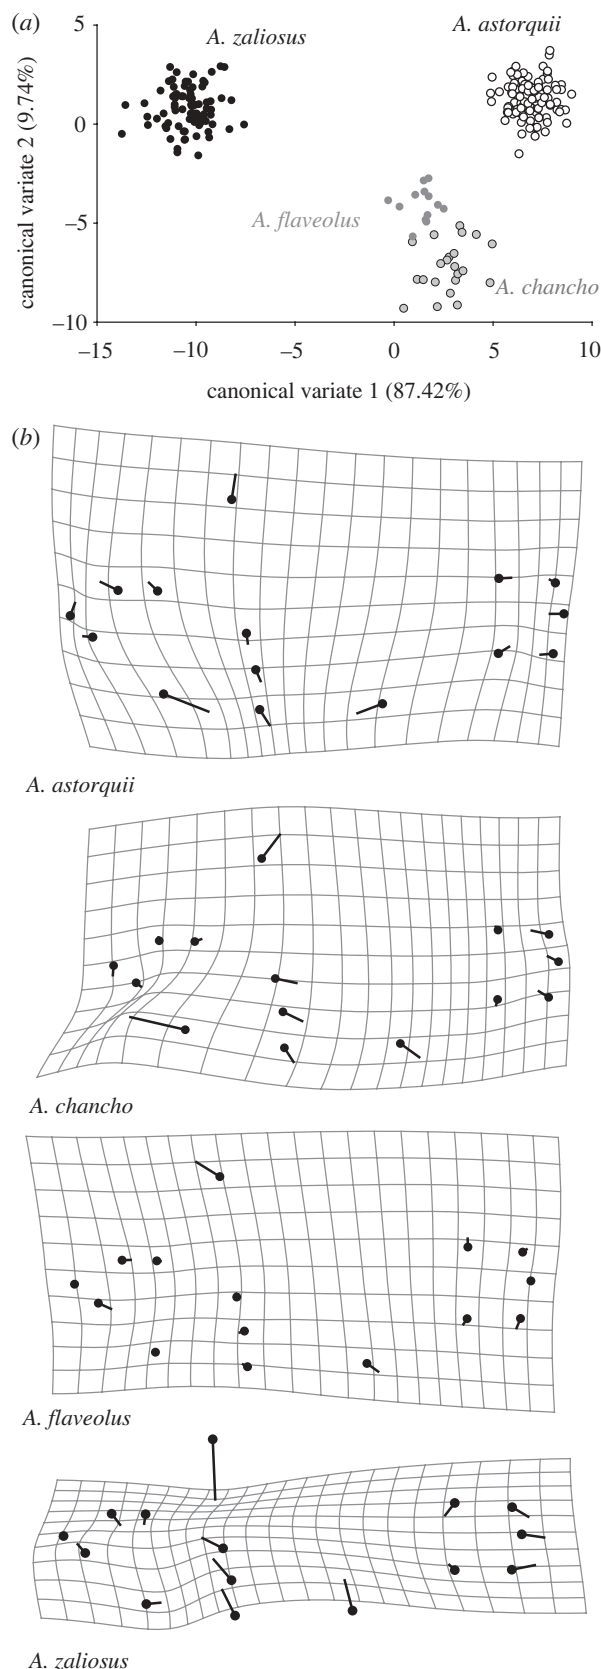 (a)
5
A. zaliosus
A. astorquii
canonical variate 2 (9.74%)
0
−5
A. flaveolus
A. chancho
−10
−15 −10 −5 0 5 10
canonical variate 1 (87.42%)
(b)
A. astorquii
A. chancho
A. flaveolus
A. zaliosus